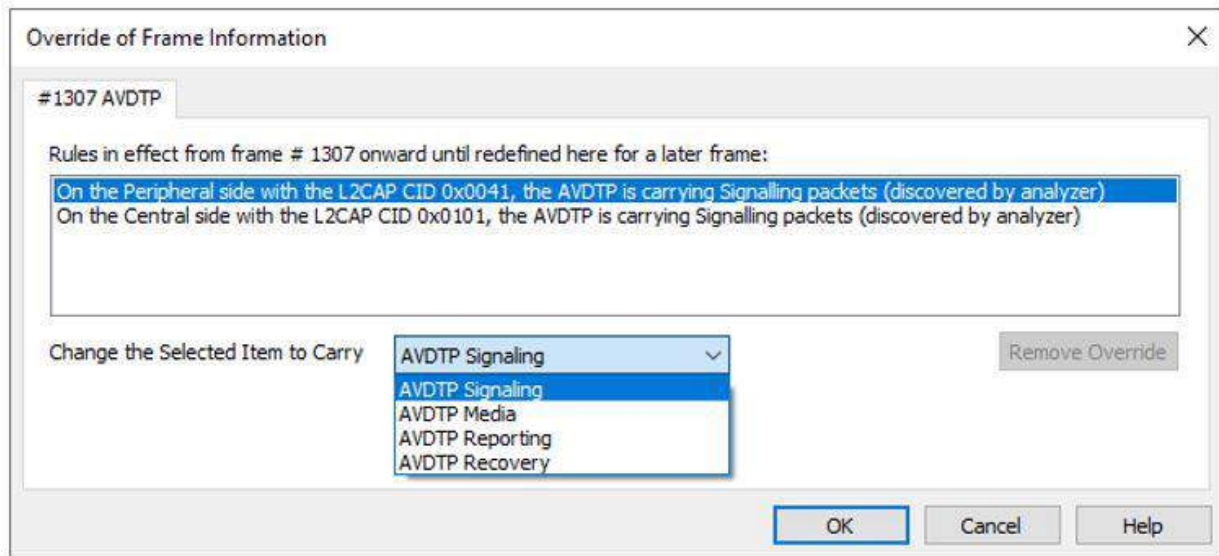 Override of Frame Information
#1307 AVDTP
Rules in effect from frame # 1307 onward until redefined here for a later frame:
On the Peripheral side with the L2CAP CID 0x0041, the AVDTP is carrying Signalling packets (discovered by analyzer)
On the Central side with the L2CAP CID 0x0101, the AVDTP is carrying Signalling packets (discovered by analyzer)
Change the Selected Item to Carry AVDTP Signaling Remove Override
AVDTP Signaling
AVDTP Media
AVDTP Reporting
AVDTP Recovery
OK Cancel Help